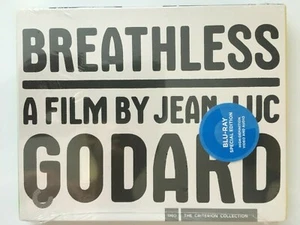 BREATHLESS
A FILM BY JEAN-LUC
GODARD
BLU-RAY
SPECIAL EDITION
THE CRITERION COLLECTION